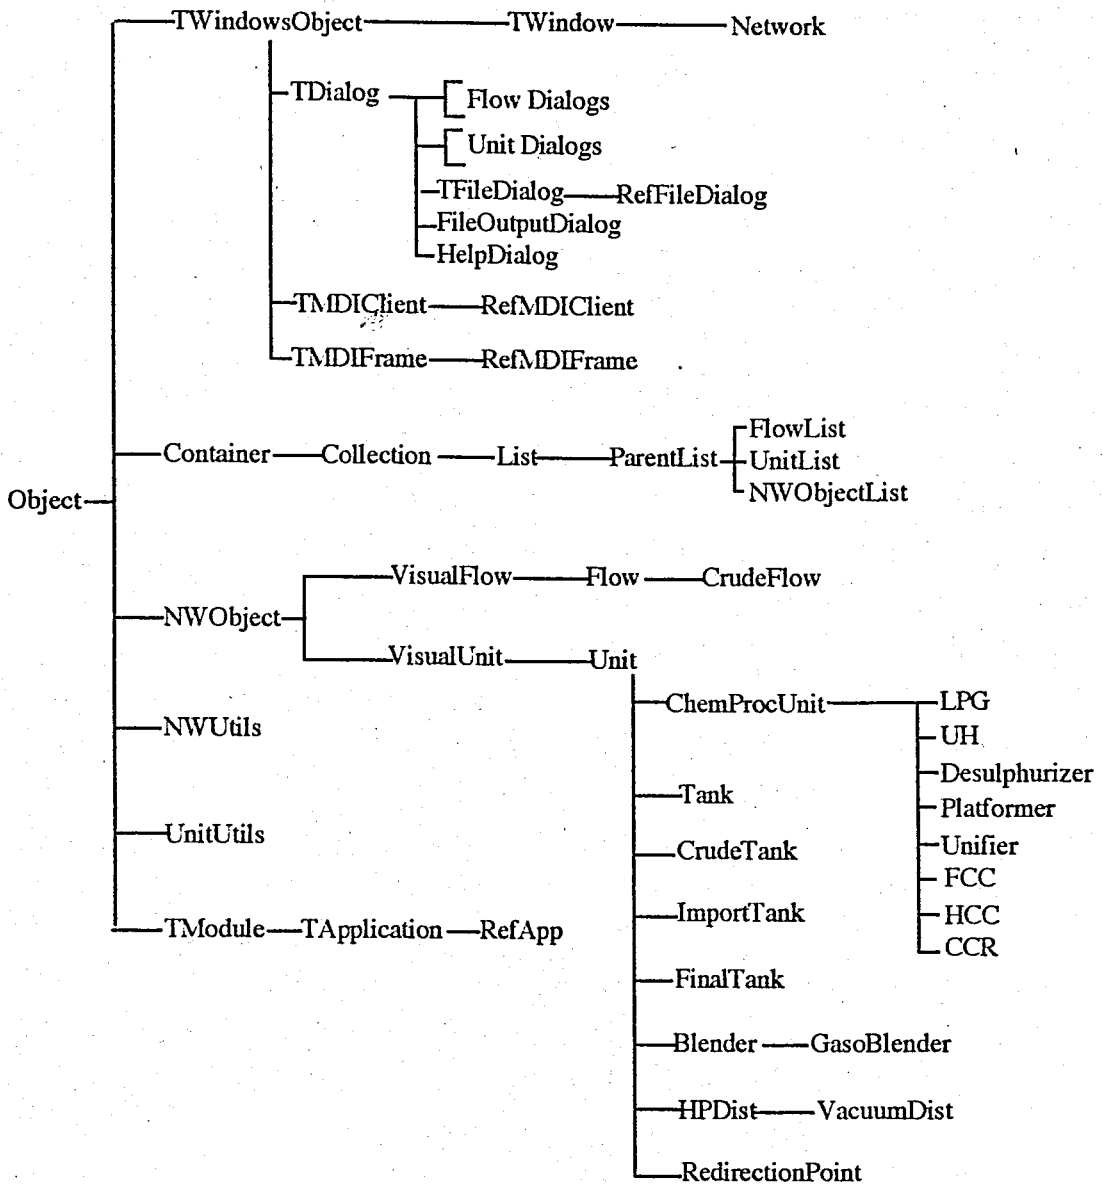 TWindowsObject TWindow Network
TDialog
Flow Dialogs
Unit Dialogs
TFileDialog RefFileDialog
FileOutputDialog
HelpDialog
TMDIClient RefMDIClient
TMDIFrame RefMDIFrame
FlowList
Container Collection List ParentList UnitList
NWObjectList
Object
VisualFlow Flow CrudeFlow
NWObject
VisualUnit Unit
ChemProcUnit LPG
NWUtils
UH
Desulphurizer
Tank
Platformer
UnitUtils
Unifier
CrudeTank
FCC
ImportTank
HCC
TModule TApplication RefApp
CCR
FinalTank
Blender GasoBlender
HPDist VacuumDist
RedirectionPoint